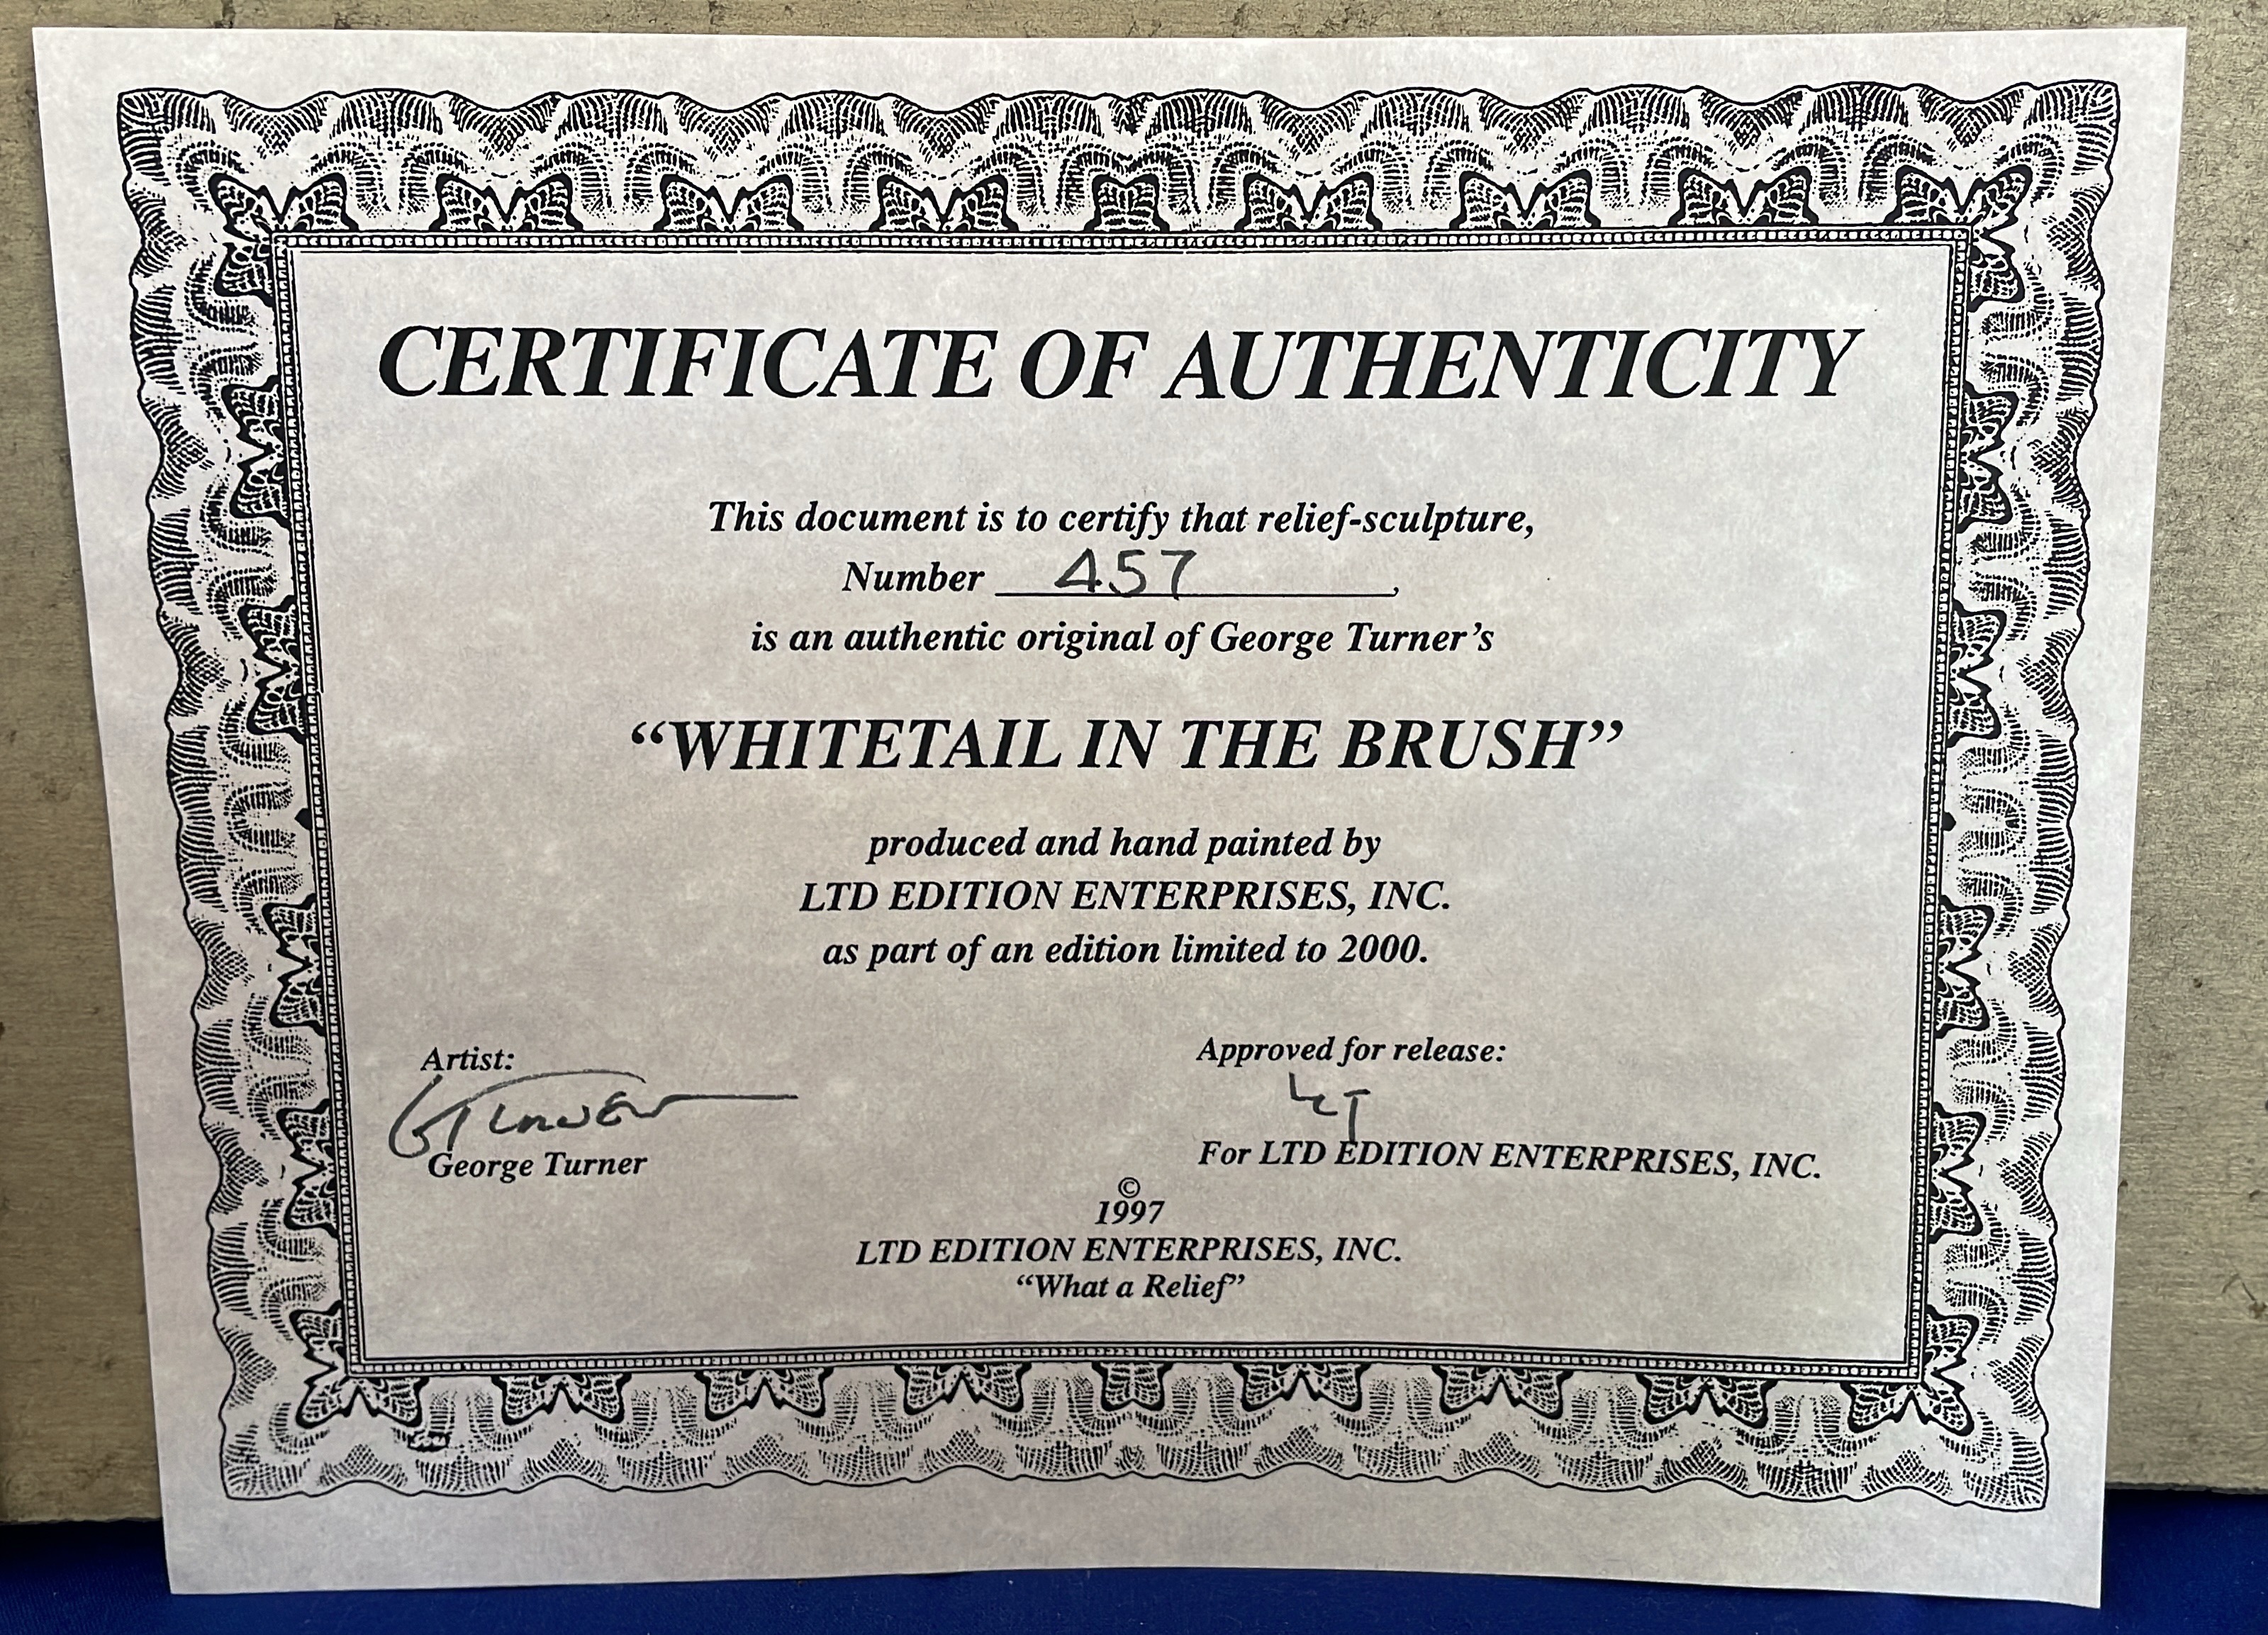 CERTIFICATE OF AUTHENTICITY
This document is to certify that relief-sculpture,
Number 457,
is an authentic original of George Turner's
“WHITETAIL IN THE BRUSH”
produced and hand painted by
LTD EDITION ENTERPRISES, INC.
as part of an edition limited to 2000.
Artist:
GTurner
George Turner
Approved for release:
For LTD EDITION ENTERPRISES, INC.
©
1997
LTD EDITION ENTERPRISES, INC.
“What a Relief”